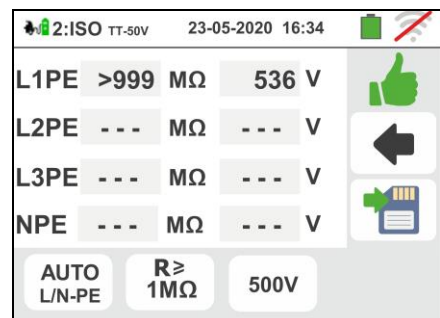 2:ISO TT-50V 23-05-2020 16:34
L1PE >999 MΩ 536 V
L2PE - - - MΩ - - - V
L3PE - - - MΩ - - - V
NPE - - - MΩ - - - V
AUTO R≥ 500V
L/N-PE 1MΩ